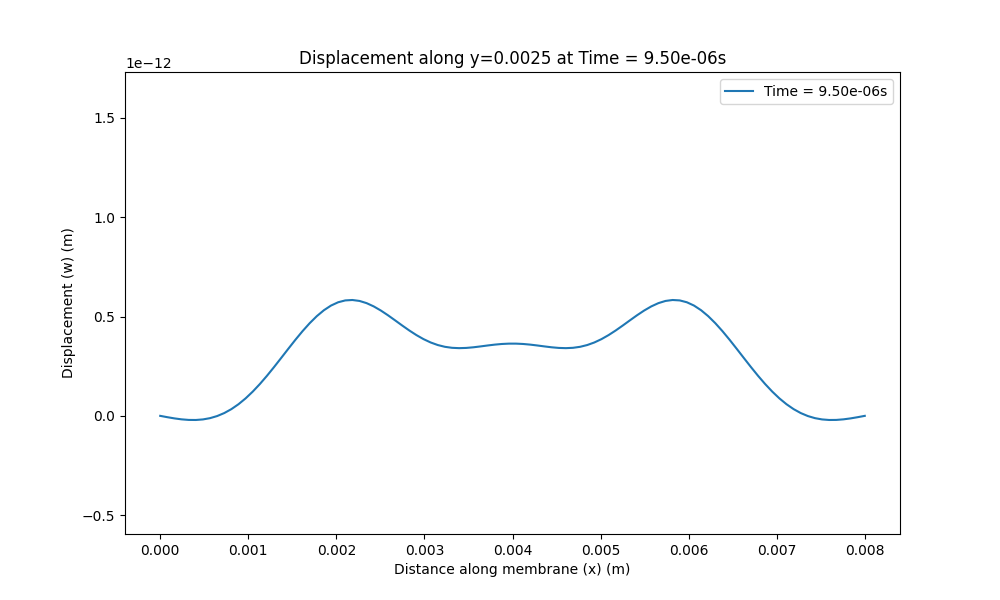 Displacement along y=0.0025 at Time = 9.50e-06s
1e−12
Time = 9.50e-06s
1.5
1.0
0.5
0.0
−0.5
Displacement (w) (m)
0.000 0.001 0.002 0.003 0.004 0.005 0.006 0.007 0.008
Distance along membrane (x) (m)